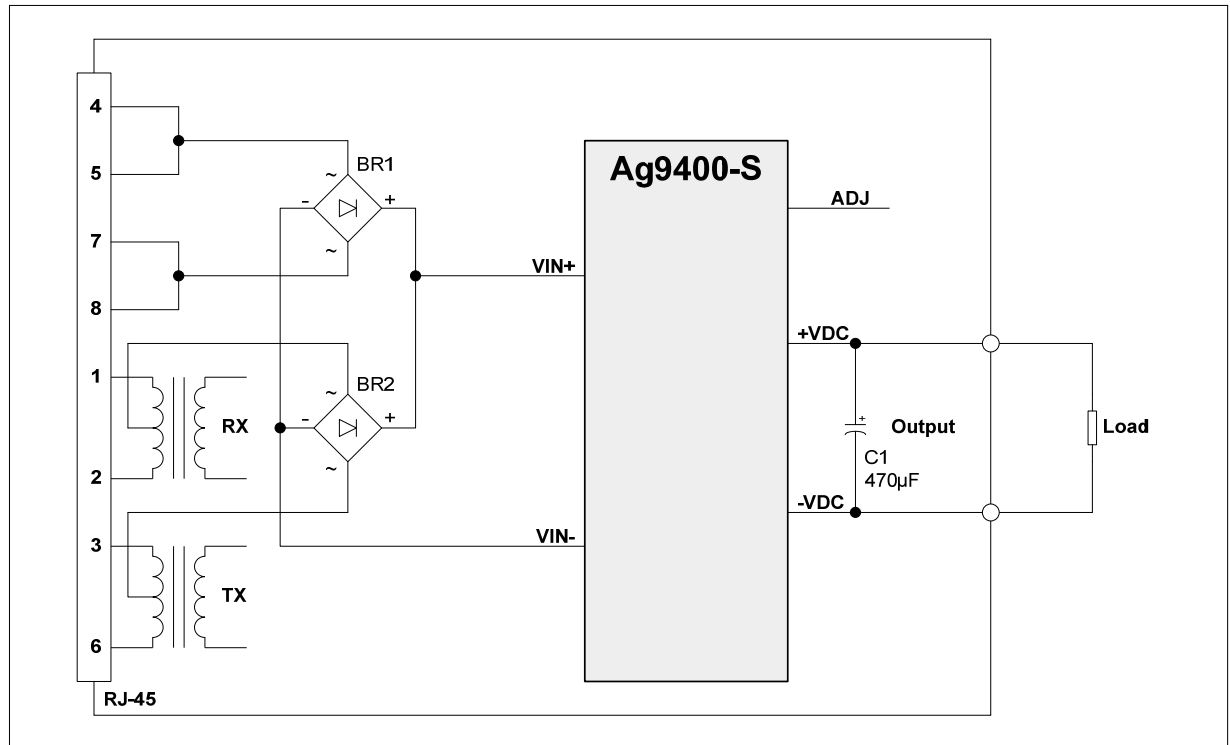 4
5
7
8
1
2
3
6
RJ-45
~
BR1
-
+
~
~
BR2
-
+
~
RX
TX
VIN+
VIN-
Ag9400-S
ADJ
+VDC
-VDC
+
C1
470µF
Output
Load